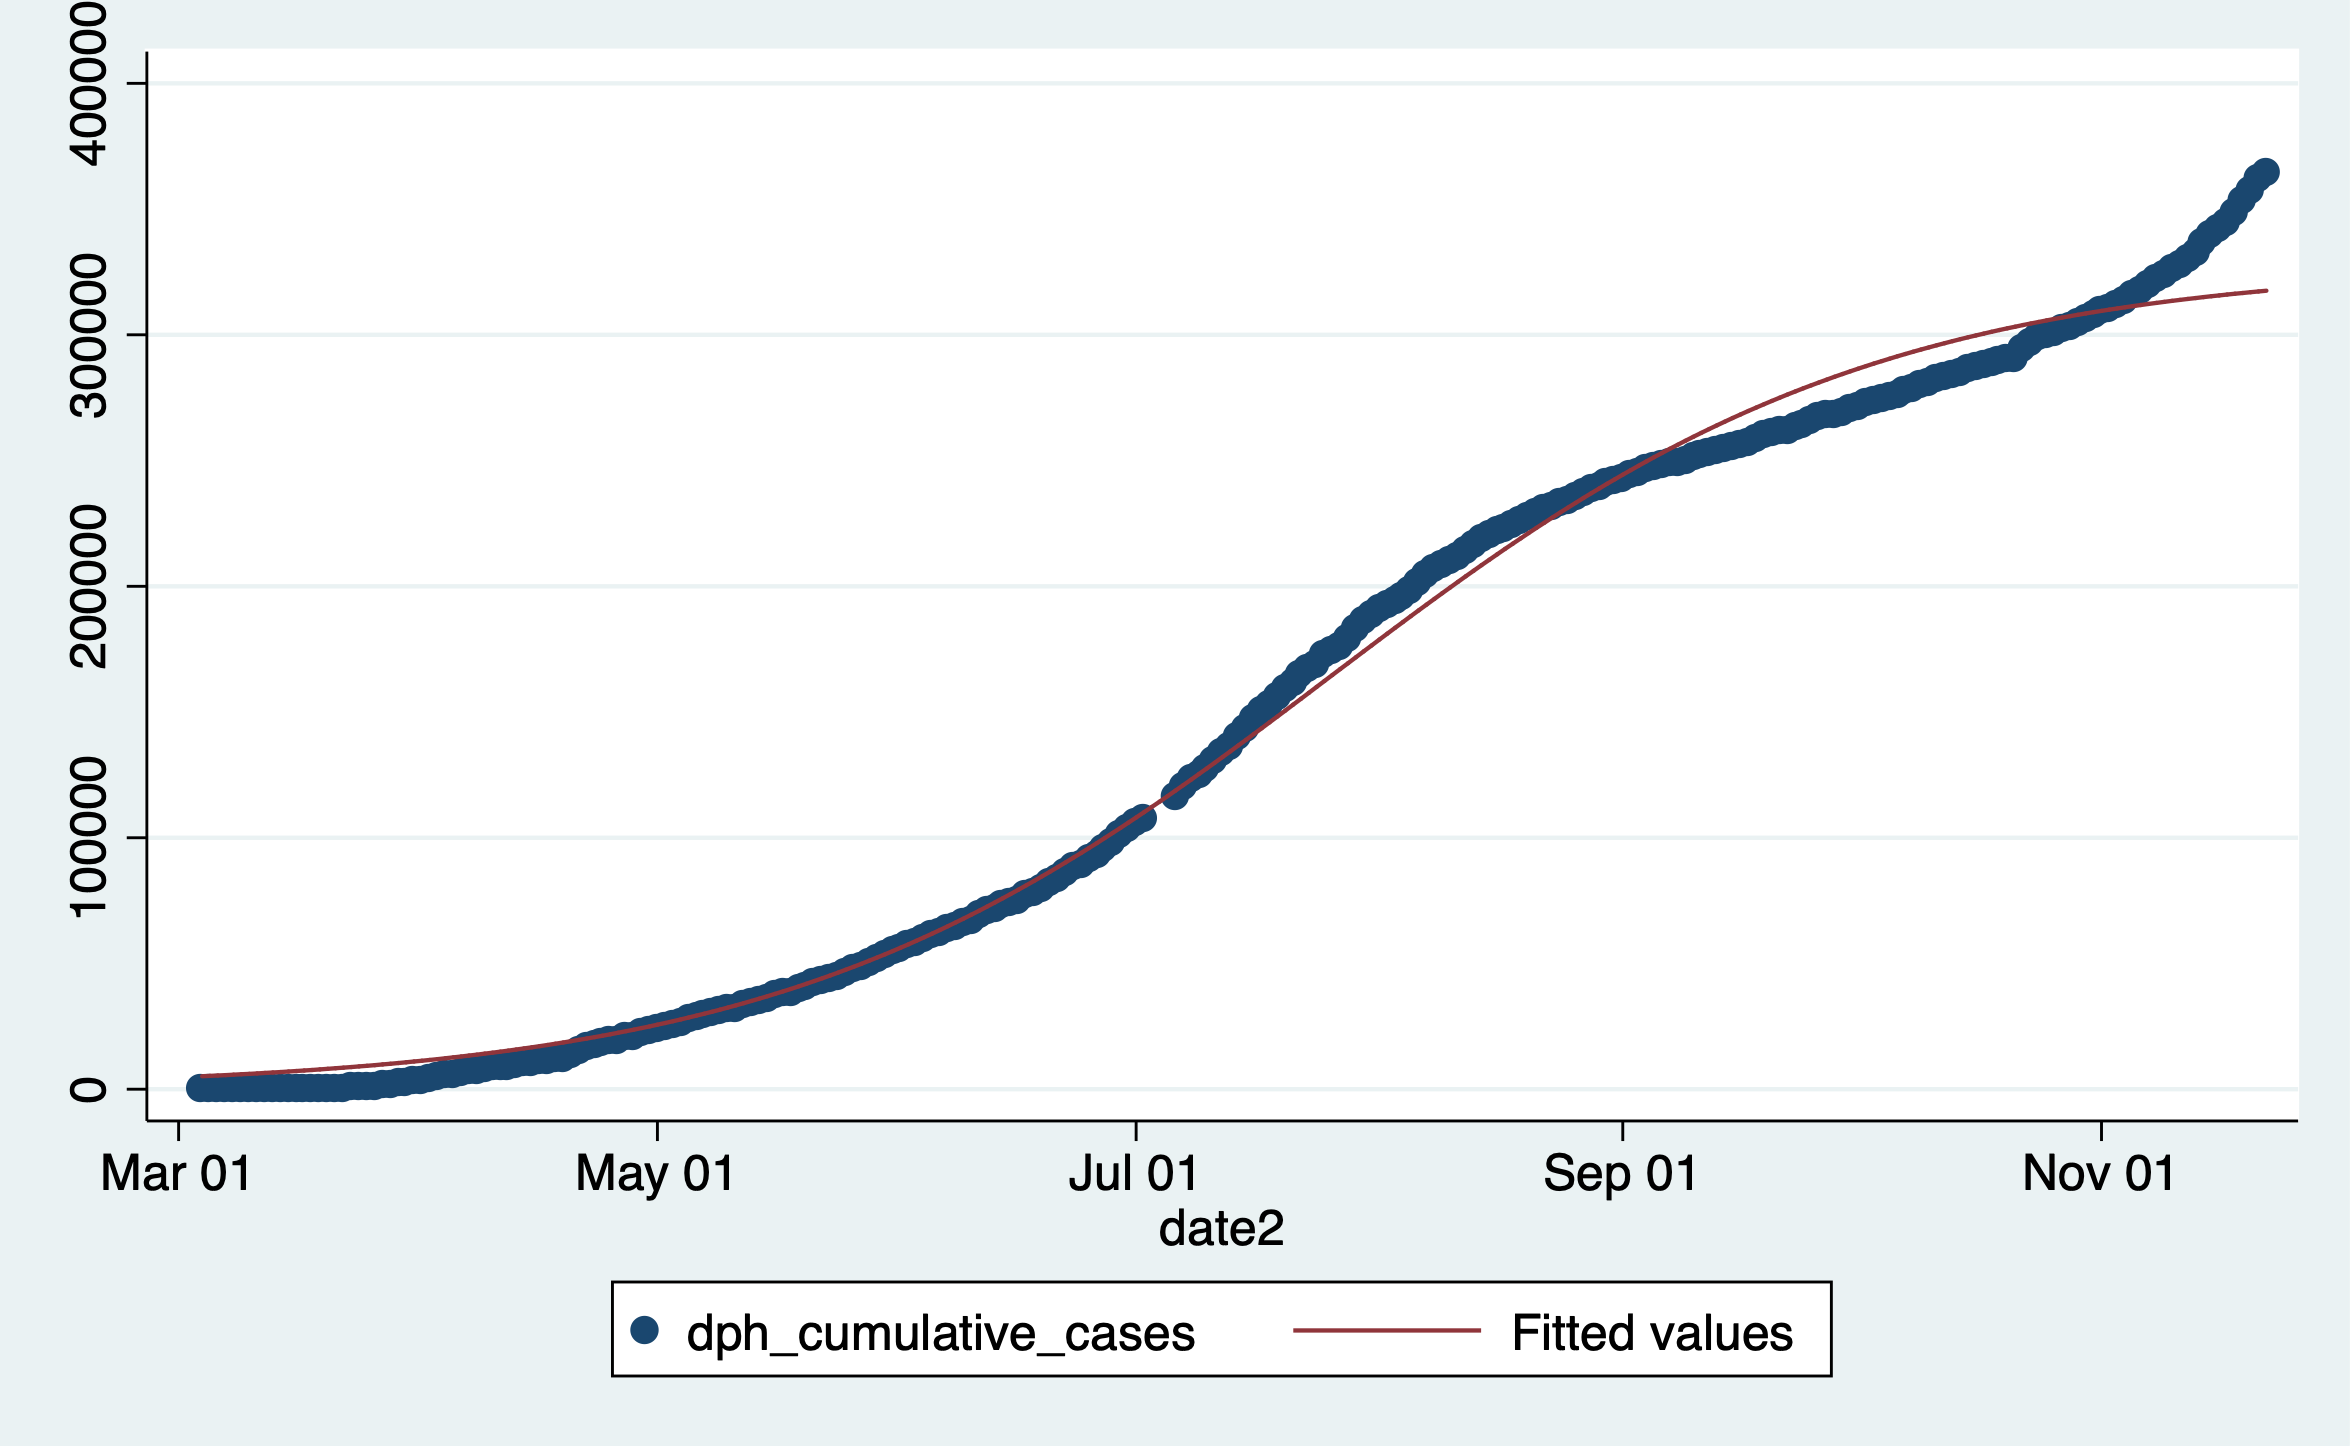 400000
300000
200000
100000
0
Mar 01 May 01 Jul 01 Sep 01 Nov 01
date2
dph_cumulative_cases Fitted values